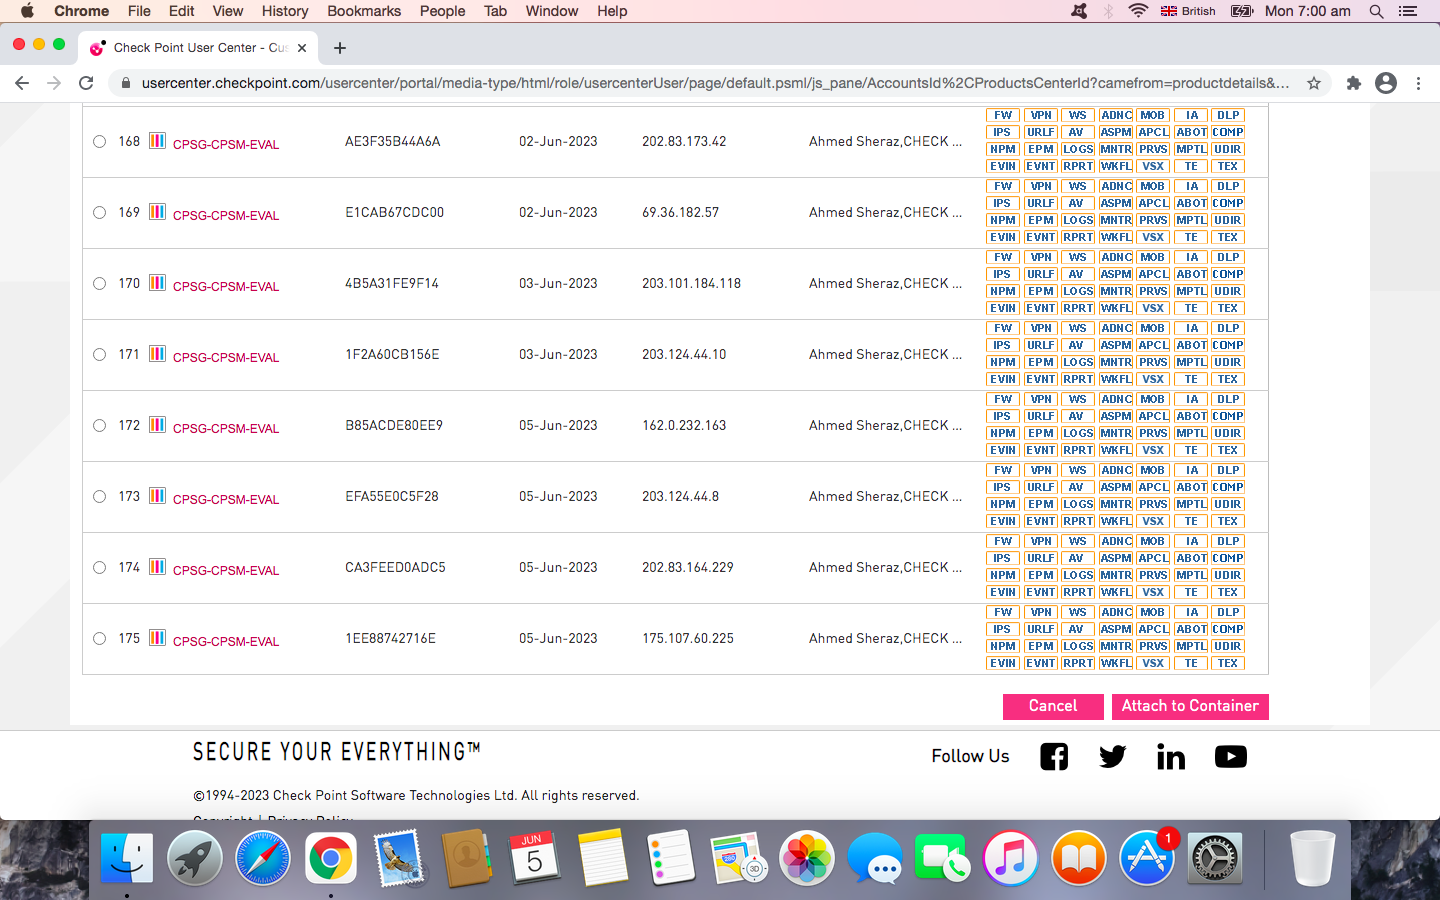 Chrome File Edit View History Bookmarks People Tab Window Help British Mon 7:00 am
Check Point User Center - Cus
usercenter.checkpoint.com/usercenter/portal/media-type/html/role/usercenterUser/page/default.psml/js_pane/AccountsId%2CProductsCenterId?camefrom=productdetails&...
168 CPSG-CPSM-EVAL AE3F35B44A6A 02-Jun-2023 202.83.173.42 Ahmed Sheraz,CHECK ...
FW VPN WS ADNC MOB IA DLP
IPS URLF AV ASPM APCL ABOT COMP
NPM EPM LOGS MNTR PRVS MPTL UDIR
EVIN EVNT RPRT WKFL VSX TE TEX
169 CPSG-CPSM-EVAL E1CAB67CDC00 02-Jun-2023 69.36.182.57 Ahmed Sheraz,CHECK ...
FW VPN WS ADNC MOB IA DLP
IPS URLF AV ASPM APCL ABOT COMP
NPM EPM LOGS MNTR PRVS MPTL UDIR
EVIN EVNT RPRT WKFL VSX TE TEX
170 CPSG-CPSM-EVAL 4B5A31FE9F14 03-Jun-2023 203.101.184.118 Ahmed Sheraz,CHECK ...
FW VPN WS ADNC MOB IA DLP
IPS URLF AV ASPM APCL ABOT COMP
NPM EPM LOGS MNTR PRVS MPTL UDIR
EVIN EVNT RPRT WKFL VSX TE TEX
171 CPSG-CPSM-EVAL 1F2A60CB156E 03-Jun-2023 203.124.44.10 Ahmed Sheraz,CHECK ...
FW VPN WS ADNC MOB IA DLP
IPS URLF AV ASPM APCL ABOT COMP
NPM EPM LOGS MNTR PRVS MPTL UDIR
EVIN EVNT RPRT WKFL VSX TE TEX
172 CPSG-CPSM-EVAL B85ACDE80EE9 05-Jun-2023 162.0.232.163 Ahmed Sheraz,CHECK ...
FW VPN WS ADNC MOB IA DLP
IPS URLF AV ASPM APCL ABOT COMP
NPM EPM LOGS MNTR PRVS MPTL UDIR
EVIN EVNT RPRT WKFL VSX TE TEX
173 CPSG-CPSM-EVAL EFA55E0C5F28 05-Jun-2023 203.124.44.8 Ahmed Sheraz,CHECK ...
FW VPN WS ADNC MOB IA DLP
IPS URLF AV ASPM APCL ABOT COMP
NPM EPM LOGS MNTR PRVS MPTL UDIR
EVIN EVNT RPRT WKFL VSX TE TEX
174 CPSG-CPSM-EVAL CA3FEED0ADC5 05-Jun-2023 202.83.164.229 Ahmed Sheraz,CHECK ...
FW VPN WS ADNC MOB IA DLP
IPS URLF AV ASPM APCL ABOT COMP
NPM EPM LOGS MNTR PRVS MPTL UDIR
EVIN EVNT RPRT WKFL VSX TE TEX
175 CPSG-CPSM-EVAL 1EE88742716E 05-Jun-2023 175.107.60.225 Ahmed Sheraz,CHECK ...
FW VPN WS ADNC MOB IA DLP
IPS URLF AV ASPM APCL ABOT COMP
NPM EPM LOGS MNTR PRVS MPTL UDIR
EVIN EVNT RPRT WKFL VSX TE TEX
Cancel Attach to Container
SECURE YOUR EVERYTHING™
Follow Us
©1994-2023 Check Point Software Technologies Ltd. All rights reserved.
Copyright | Privacy Policy
JUN
5
280
3D
1